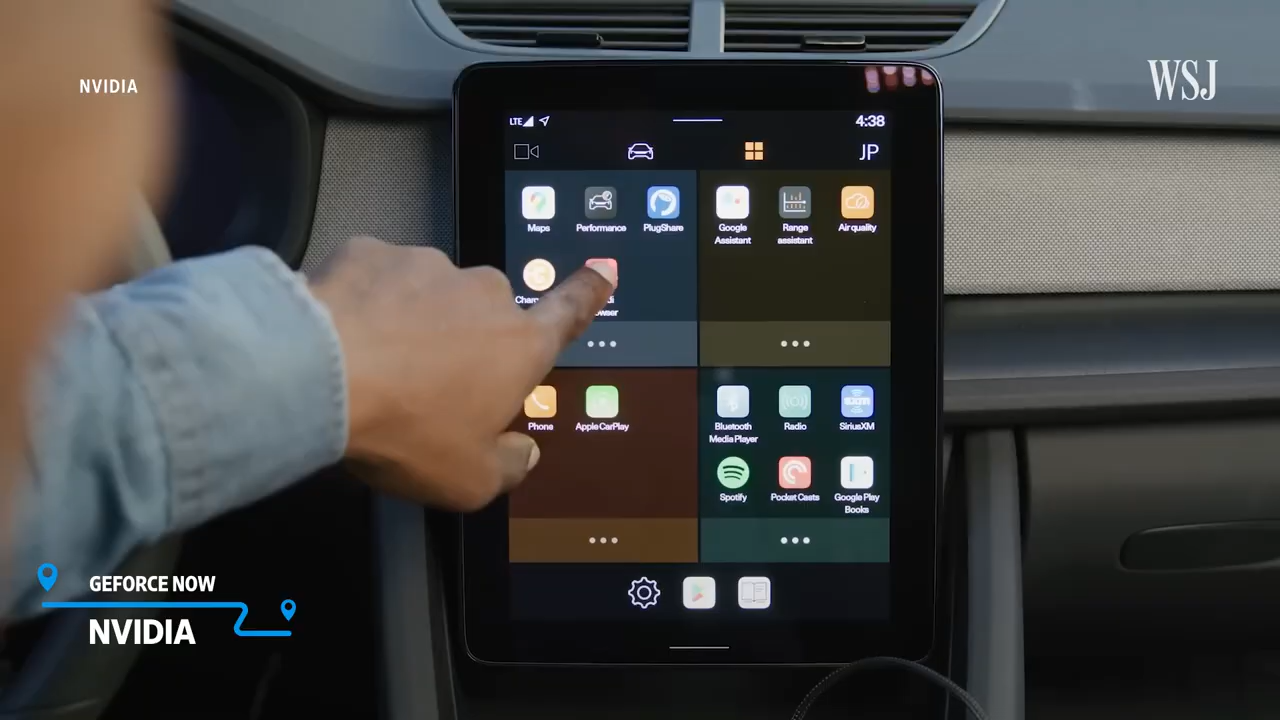 NVIDIA
WSJ
LTE
4:38
JP
Maps
Performance
PlugShare
Google
Assistant
Range
assistant
Air quality
Phone
Apple CarPlay
Bluetooth
Media Player
Radio
SiriusXM
Spotify
Pocket Casts
Google Play
Books
GEFORCE NOW
NVIDIA